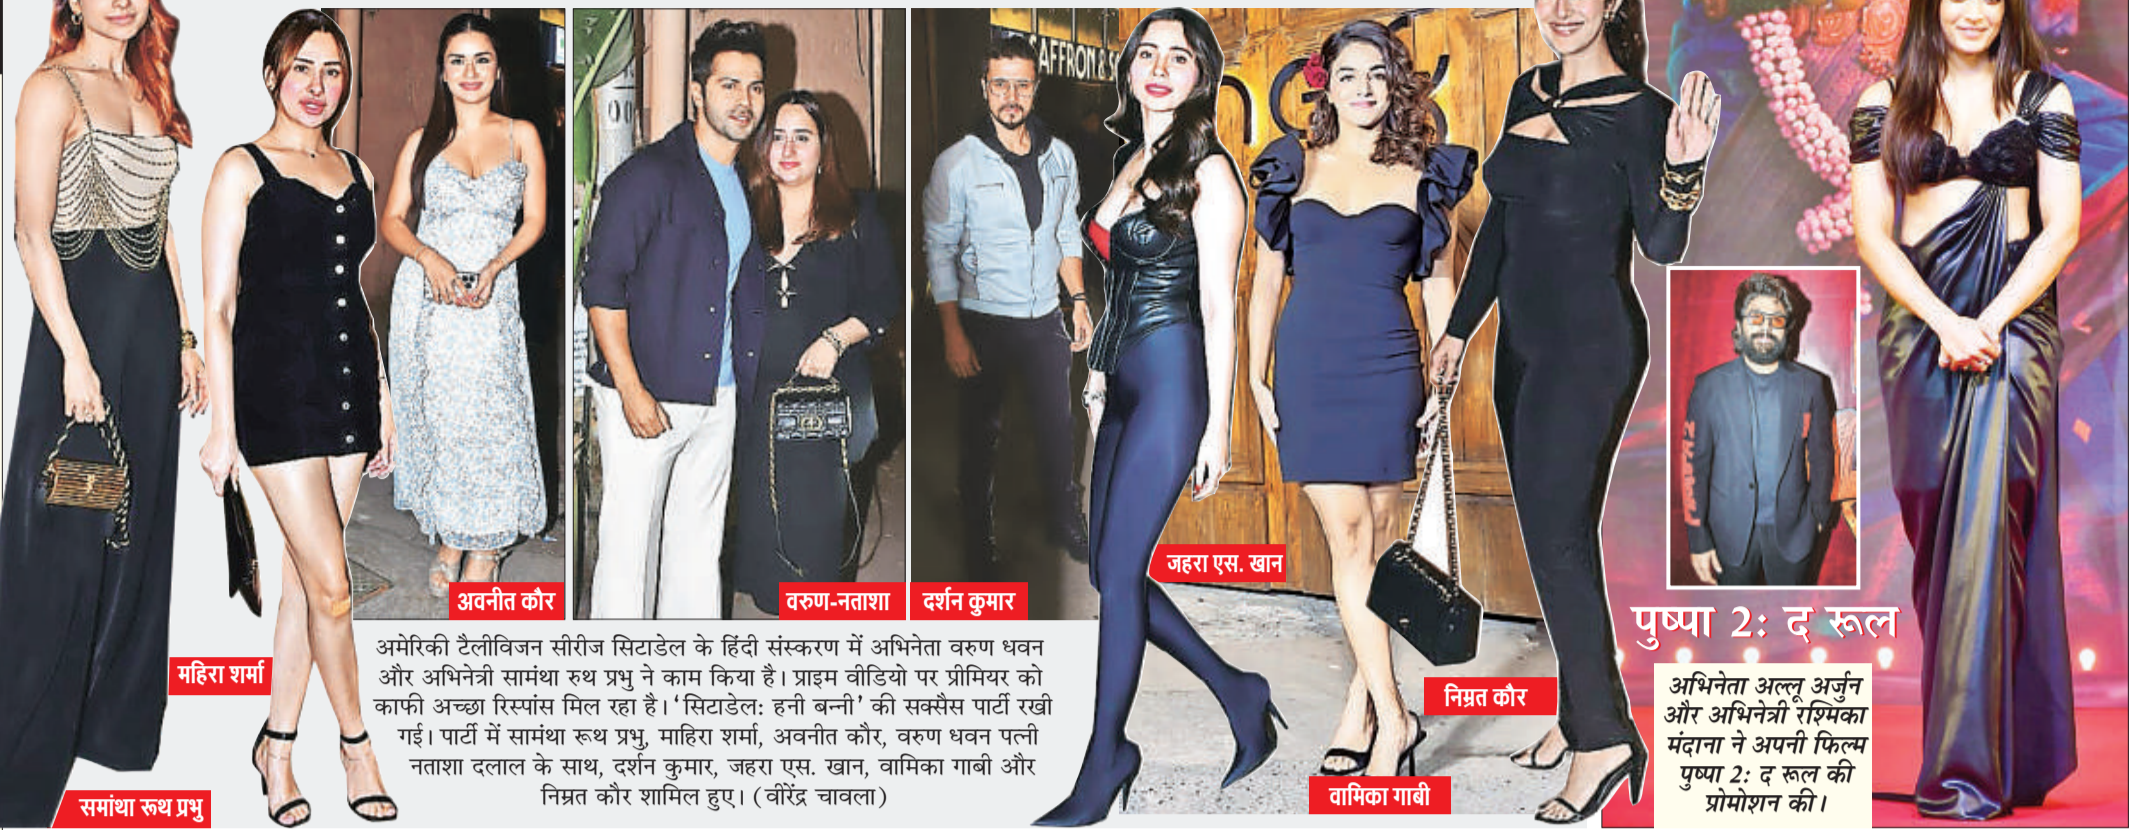 SAFFRON & S
अवनीत कौर
वरुण-नताशा
दर्शन कुमार
जहरा एस. खान
महिरा शर्मा
निम्रत कौर
समांथा रूथ प्रभु
वामिका गाबी
अमेरिकी टैलीविजन सीरीज सिटाडेल के हिंदी संस्करण में अभिनेता वरुण धवन
और अभिनेत्री सामंथा रुथ प्रभु ने काम किया है। प्राइम वीडियो पर प्रीमियर को
काफी अच्छा रिस्पांस मिल रहा है। ‘सिटाडेल: हनी बन्नी’ की सक्सैस पार्टी रखी
गई। पार्टी में सामंथा रूथ प्रभु, माहिरा शर्मा, अवनीत कौर, वरुण धवन पत्नी
नताशा दलाल के साथ, दर्शन कुमार, जहरा एस. खान, वामिका गाबी और
निम्रत कौर शामिल हुए। (वीरेंद्र चावला)
पुष्पा 2: द रूल
अभिनेता अल्लू अर्जुन
और अभिनेत्री रश्मिका
मंदाना ने अपनी फिल्म
पुष्पा 2: द रूल की
प्रोमोशन की।